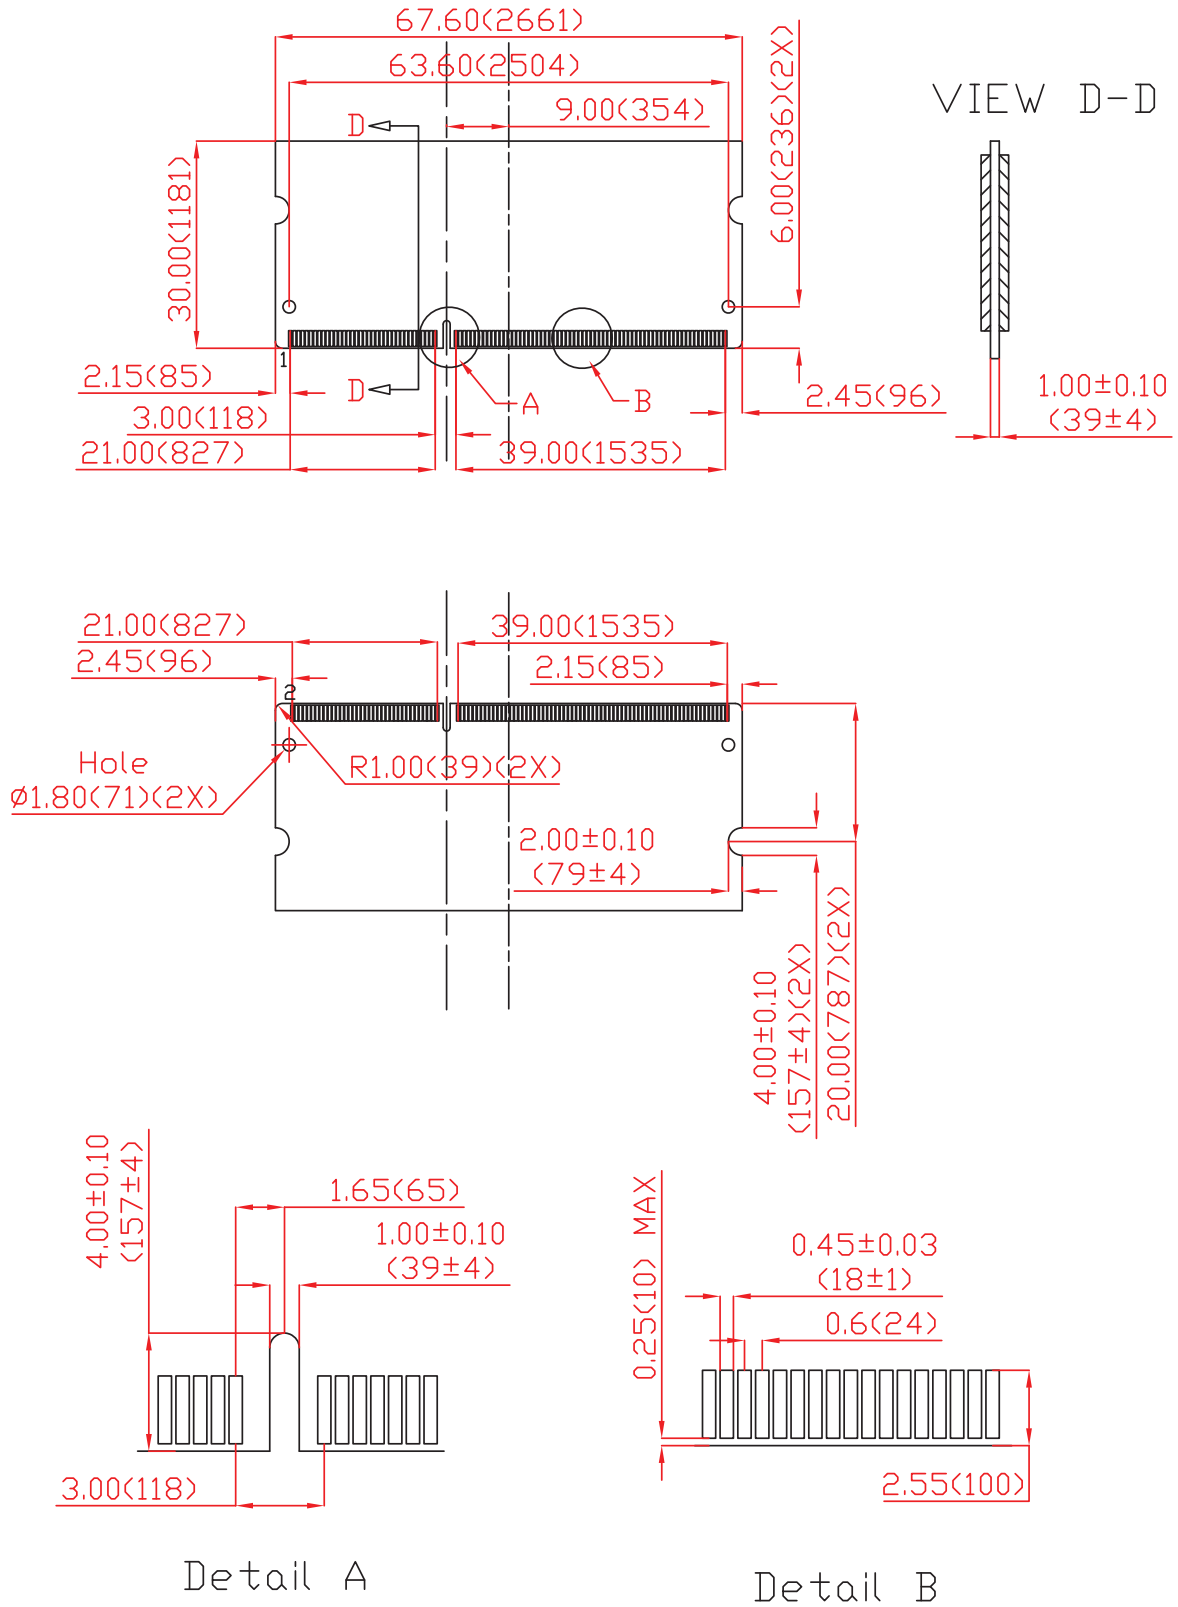 67.60(2661)
63.60(2504)
9.00(354)
D
30.00(1181)
6.00(236)(2X)
VIEW D-D
1
2.15(85)
D
A
B
3.00(118)
2.45(96)
1.00±0.10
(39±4)
21.00(827)
39.00(1535)
21.00(827)
39.00(1535)
2.45(96)
2.15(85)
2
Hole
Ø1.80(71)(2X)
R1.00(39)(2X)
2.00±0.10
(79±4)
4.00±0.10
(157±4)(2X)
20.00(787)(2X)
4.00±0.10
(157±4)
1.65(65)
1.00±0.10
(39±4)
3.00(118)
Detail A
0.25(10) MAX
0.45±0.03
(18±1)
0.6(24)
2.55(100)
Detail B